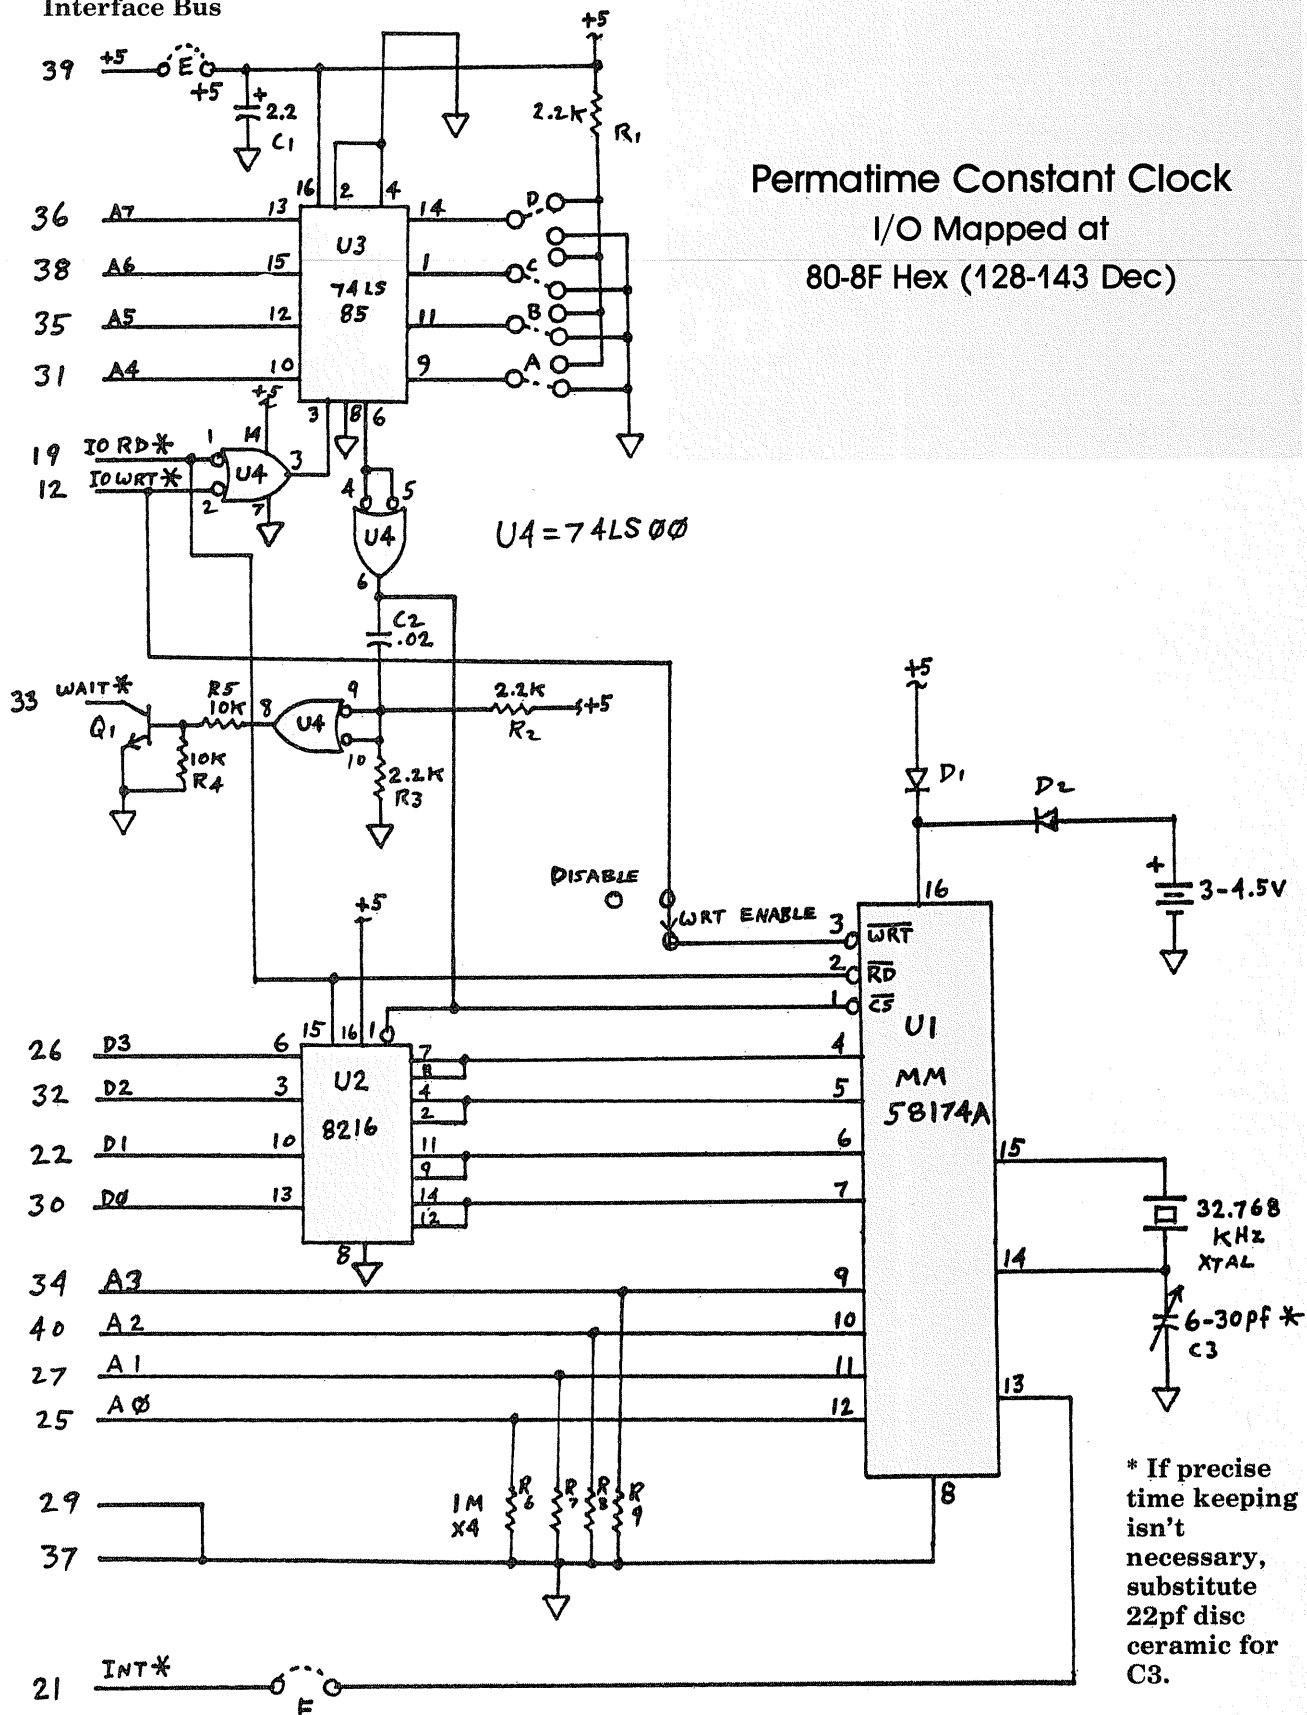 Interface Bus
+5
39 +5 E +5
+ 2.2 C1
2.2K R1
Permatime Constant Clock
I/O Mapped at
80-8F Hex (128-143 Dec)
16 2 4
36 A7 13 14 D
U3
38 A6 15 1 C
74LS
85
35 A5 12 11 B
31 A4 10 9 A
+5
3 8 6
19 IO RD* 1 14 U4 3
12 IOWRT* 2 7
4 5
U4
U4=74LS00
6
C2
.02
+5
33 WAIT* R5 10K 8 U4 9 2.2K +5
Q1 R2
10K R4 10 2.2K R3
D1 D2
DISABLE
+ 3-4.5V
+5
16
WRT ENABLE 3 WRT
2 RD
1 CS
U1
15 16 1
26 D3 6 7 4
U2 MM
32 D2 3 4 5 58174A
2
8216
22 D1 10 11 6
9 15
30 D0 13 14 7
12 32.768
KHz
XTAL
8
14
34 A3 9
40 A2 10 6-30pf *
C3
27 A1 11 13
25 A0 12
* If precise
time keeping
isn't
necessary,
substitute
22pf disc
ceramic for
C3.
29 1M X4 R6 R7 R8 R9 8
37
21 INT*